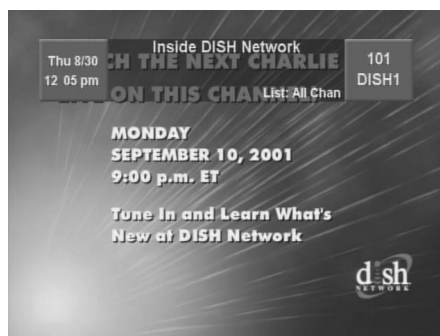 Inside DISH Network
Thu 8/30
12 05 pm
101
DISH1
CH THE NEXT CHARLIE
ON THIS CHANNEL
List: All Chan
MONDAY
SEPTEMBER 10, 2001
9:00 p.m. ET
Tune In and Learn What's
New at DISH Network
dish
NETWORK